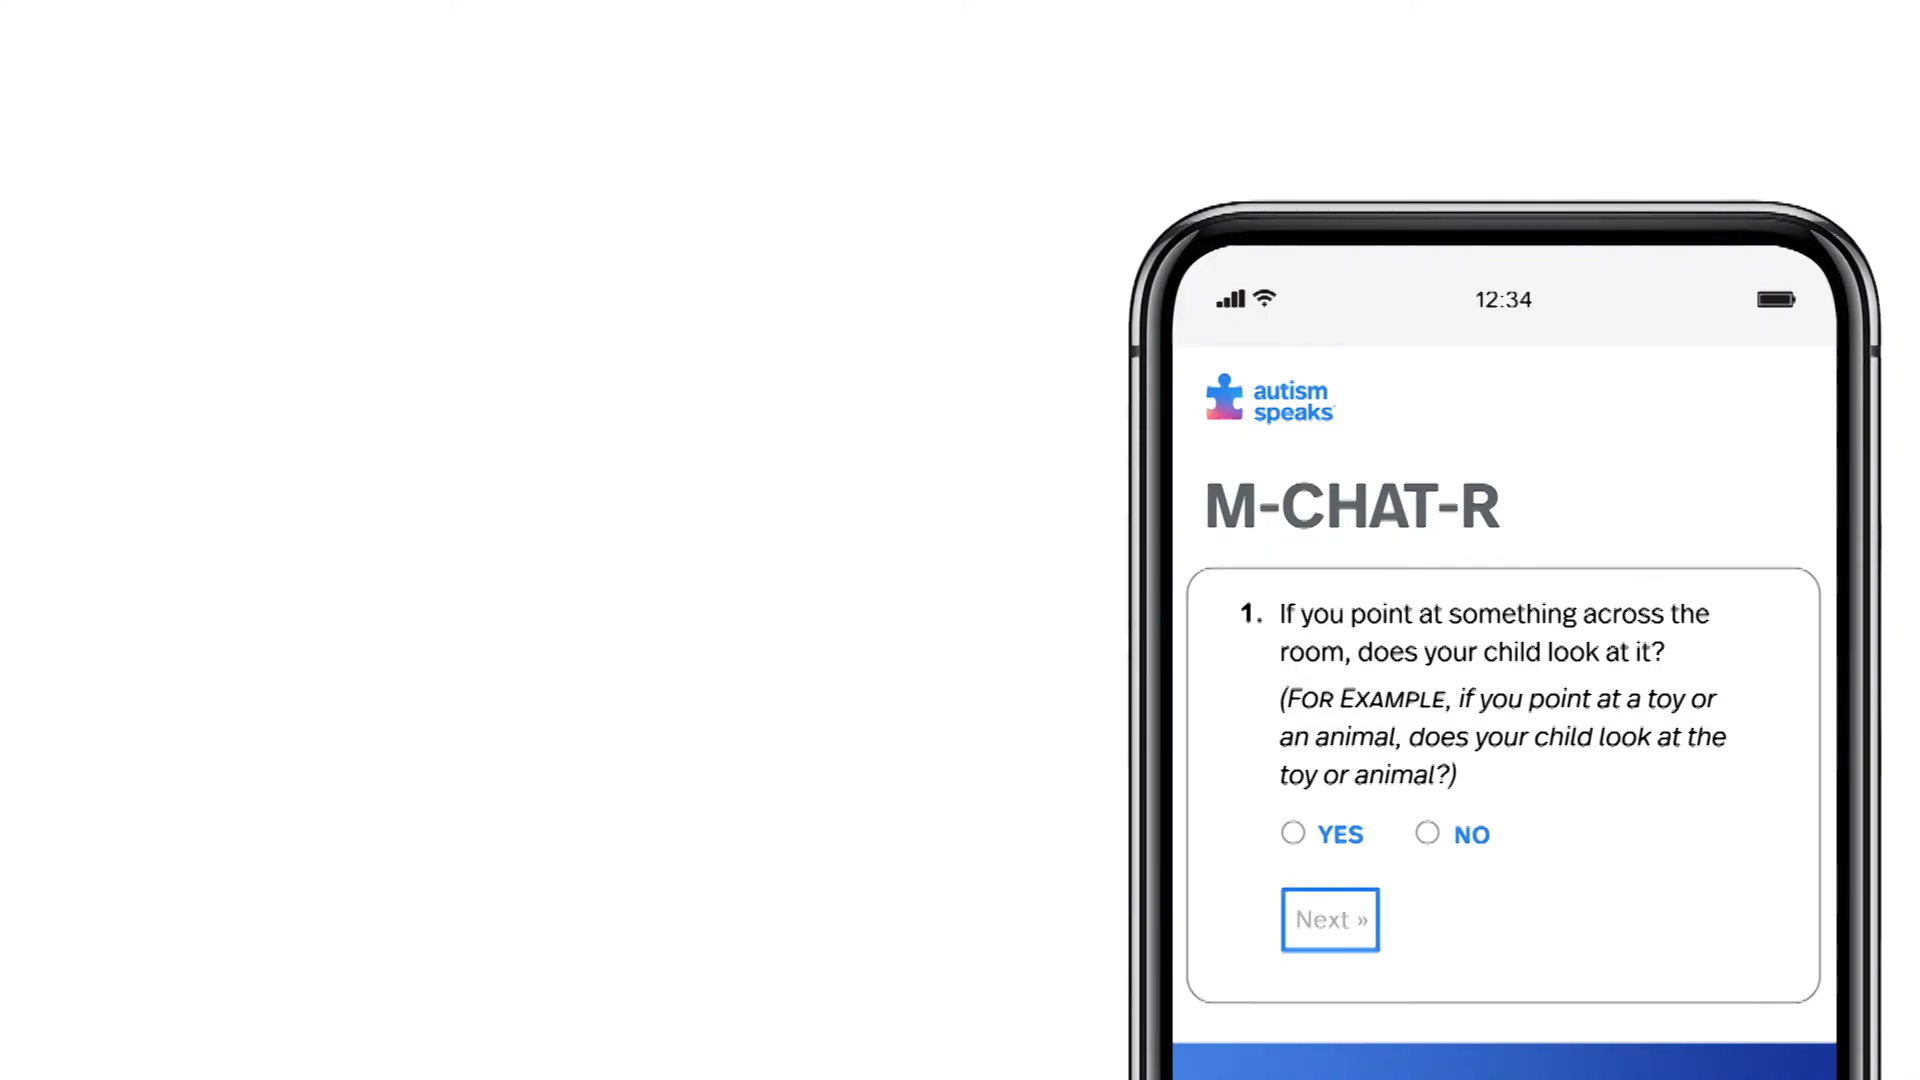 12:34
autism
speaks
M-CHAT-R
1. If you point at something across the
room, does your child look at it?
(FOR EXAMPLE, if you point at a toy or
an animal, does your child look at the
toy or animal?)
YES NO
Next »